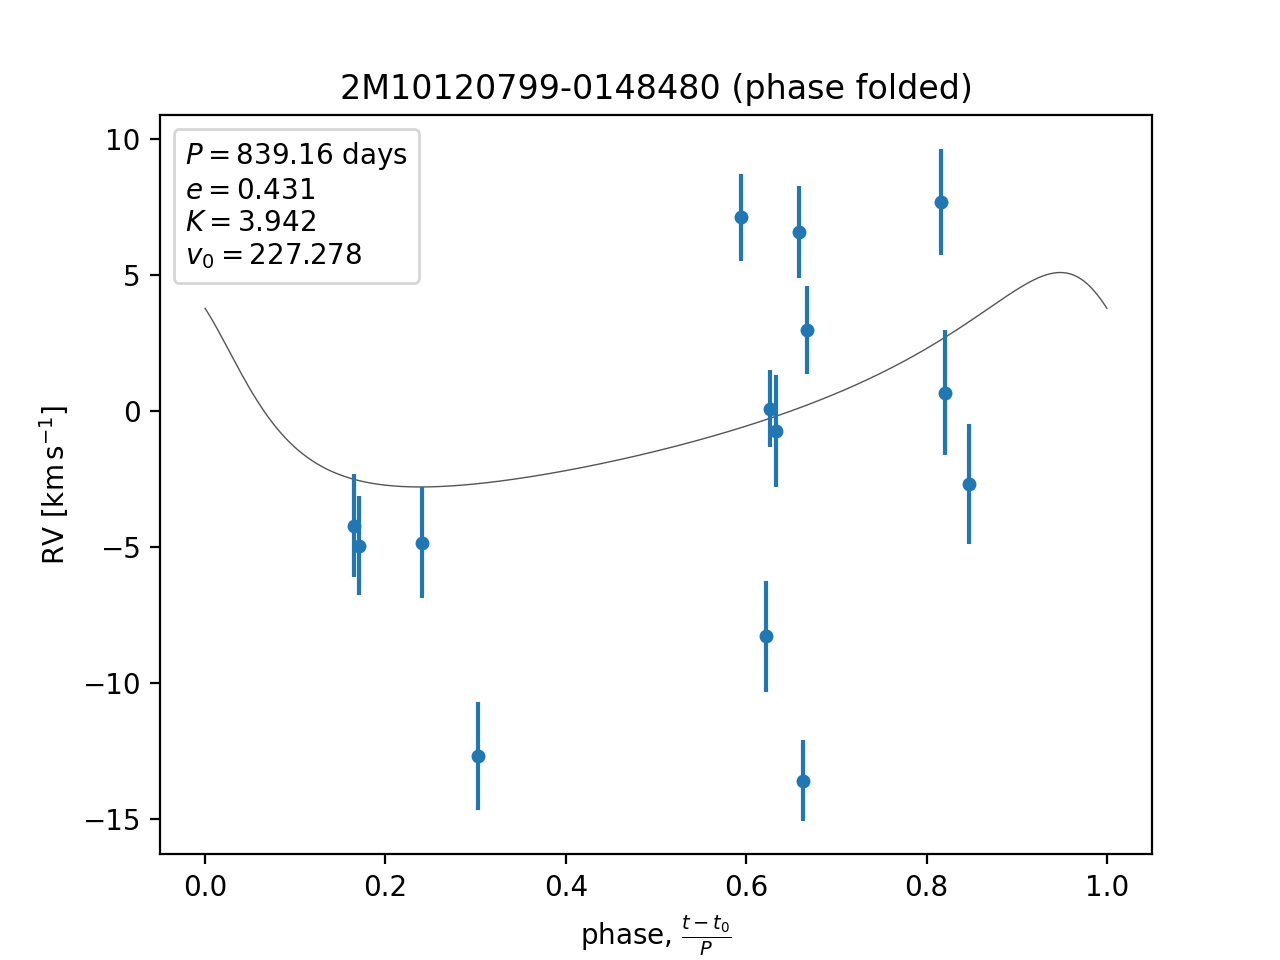 2M10120799-0148480 (phase folded)
P = 839.16 days
e = 0.431
K = 3.942
v₀ = 227.278
10
5
0
−5
−10
−15
RV [km s⁻¹]
0.0 0.2 0.4 0.6 0.8 1.0
phase, (t − t₀)/P